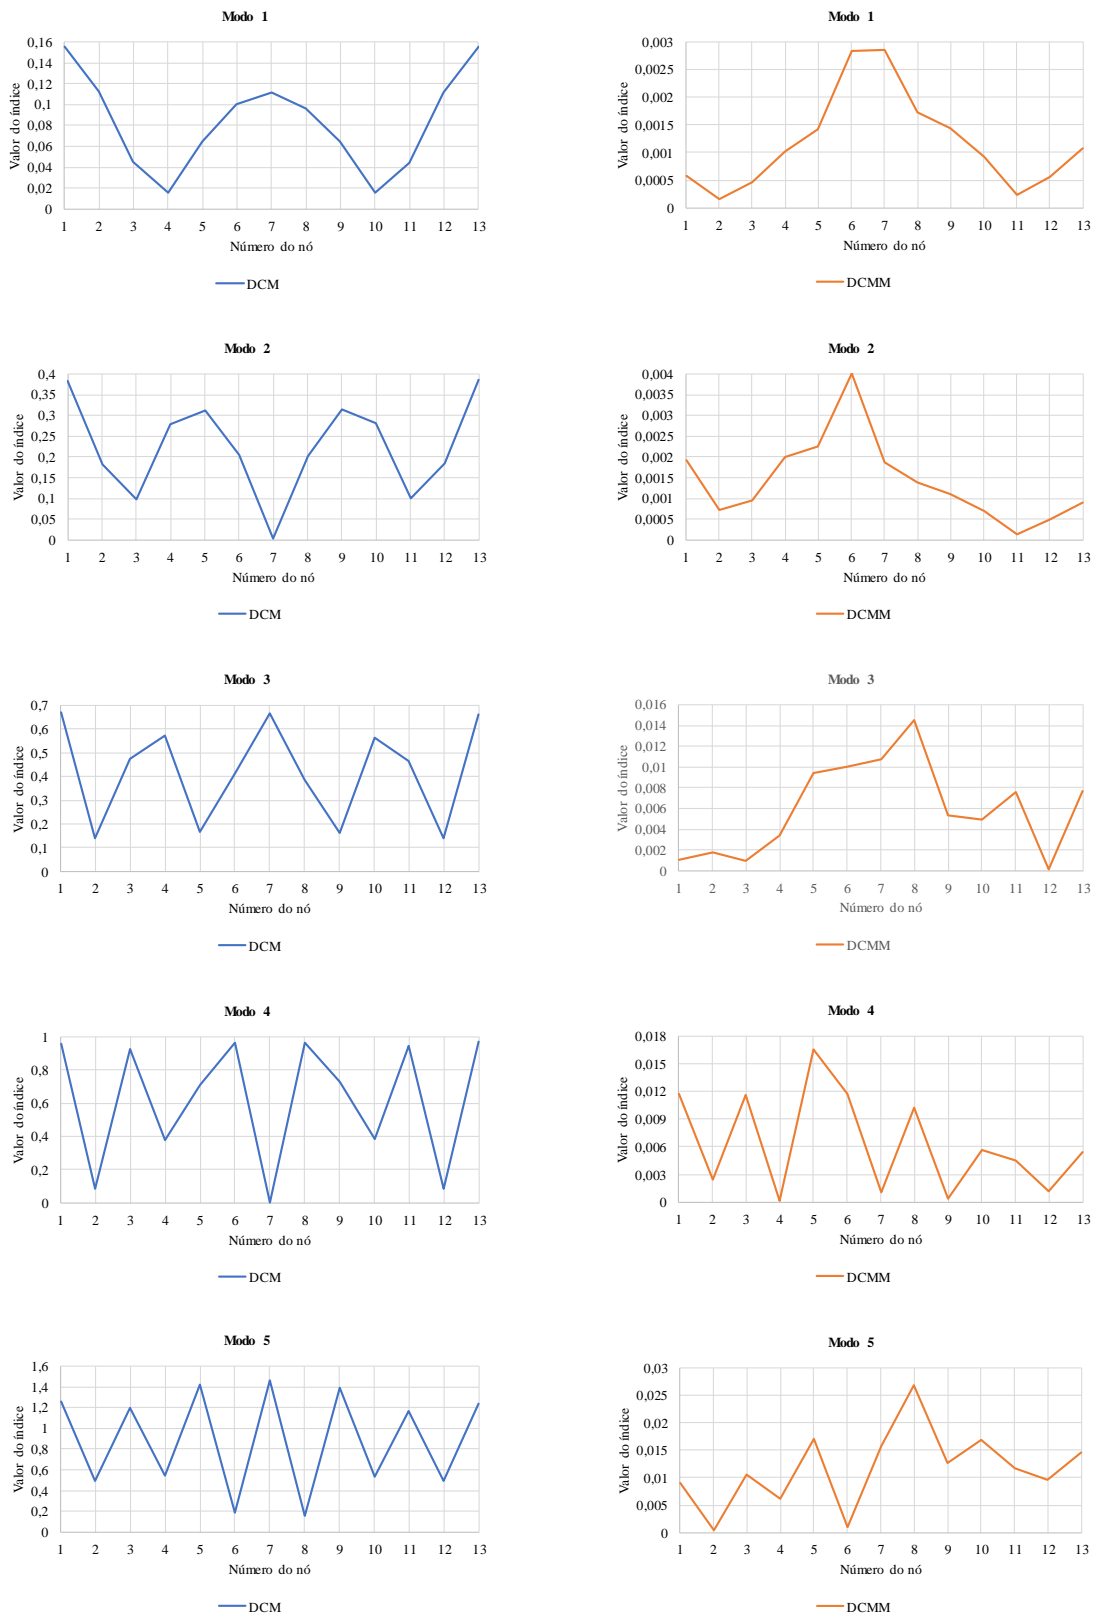 Modo 1
Valor do índice
0,16
0,14
0,12
0,1
0,08
0,06
0,04
0,02
0
1 2 3 4 5 6 7 8 9 10 11 12 13
Número do nó
DCM
Modo 1
Valor do índice
0,003
0,0025
0,002
0,0015
0,001
0,0005
0
1 2 3 4 5 6 7 8 9 10 11 12 13
Número do nó
DCMM
Modo 2
Valor do índice
0,4
0,35
0,3
0,25
0,2
0,15
0,1
0,05
0
1 2 3 4 5 6 7 8 9 10 11 12 13
Número do nó
DCM
Modo 2
Valor do índice
0,004
0,0035
0,003
0,0025
0,002
0,0015
0,001
0,0005
0
1 2 3 4 5 6 7 8 9 10 11 12 13
Número do nó
DCMM
Modo 3
Valor do índice
0,7
0,6
0,5
0,4
0,3
0,2
0,1
0
1 2 3 4 5 6 7 8 9 10 11 12 13
Número do nó
DCM
Modo 3
Valor do índice
0,016
0,014
0,012
0,01
0,008
0,006
0,004
0,002
0
1 2 3 4 5 6 7 8 9 10 11 12 13
Número do nó
DCMM
Modo 4
Valor do índice
1
0,8
0,6
0,4
0,2
0
1 2 3 4 5 6 7 8 9 10 11 12 13
Número do nó
DCM
Modo 4
Valor do índice
0,018
0,015
0,012
0,009
0,006
0,003
0
1 2 3 4 5 6 7 8 9 10 11 12 13
Número do nó
DCMM
Modo 5
Valor do índice
1,6
1,4
1,2
1
0,8
0,6
0,4
0,2
0
1 2 3 4 5 6 7 8 9 10 11 12 13
Número do nó
DCM
Modo 5
Valor do índice
0,03
0,025
0,02
0,015
0,01
0,005
0
1 2 3 4 5 6 7 8 9 10 11 12 13
Número do nó
DCMM